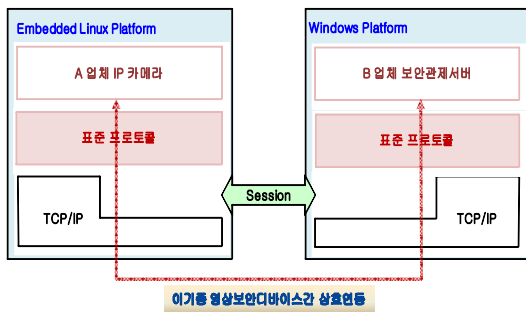 Embedded Linux Platform
A 업체 IP 카메라
표준 프로토콜
TCP/IP
Session
Windows Platform
B 업체 보안관제서버
표준 프로토콜
TCP/IP
이기종 영상보안디바이스간 상호연동